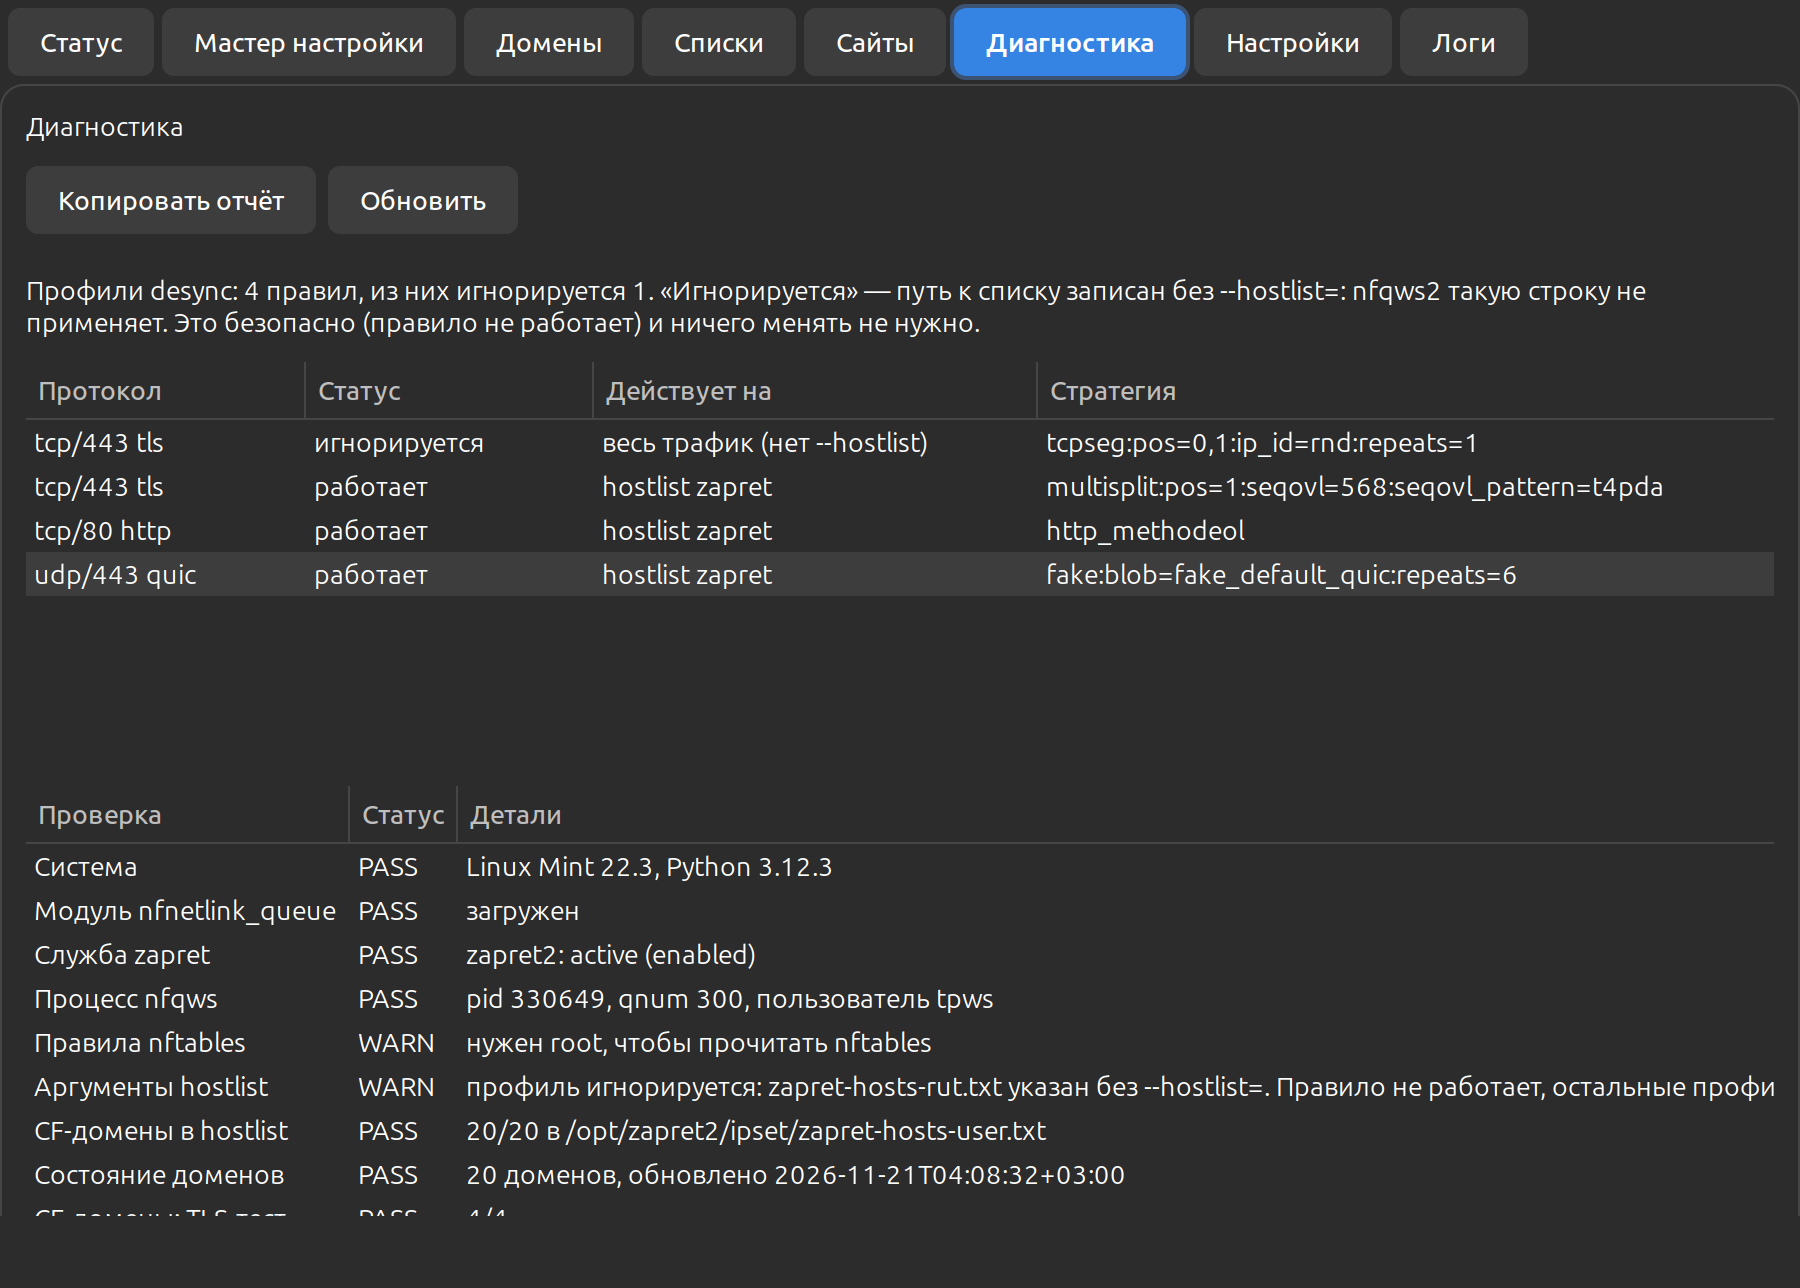 Статус Мастер настройки Домены Списки Сайты Диагностика Настройки Логи
Диагностика
Копировать отчёт Обновить
Профили desync: 4 правил, из них игнорируется 1. «Игнорируется» — путь к списку записан без --hostlist=: nfqws2 такую строку не
применяет. Это безопасно (правило не работает) и ничего менять не нужно.
Протокол Статус Действует на Стратегия
tcp/443 tls игнорируется весь трафик (нет --hostlist) tcpseg:pos=0,1:ip_id=rnd:repeats=1
tcp/443 tls работает hostlist zapret multisplit:pos=1:seqovl=568:seqovl_pattern=t4pda
tcp/80 http работает hostlist zapret http_methodeol
udp/443 quic работает hostlist zapret fake:blob=fake_default_quic:repeats=6
Проверка Статус Детали
Система PASS Linux Mint 22.3, Python 3.12.3
Модуль nfnetlink_queue PASS загружен
Служба zapret PASS zapret2: active (enabled)
Процесс nfqws PASS pid 330649, qnum 300, пользователь tpws
Правила nftables WARN нужен root, чтобы прочитать nftables
Аргументы hostlist WARN профиль игнорируется: zapret-hosts-rut.txt указан без --hostlist=. Правило не работает, остальные профи
CF-домены в hostlist PASS 20/20 в /opt/zapret2/ipset/zapret-hosts-user.txt
Состояние доменов PASS 20 доменов, обновлено 2026-11-21T04:08:32+03:00
CF-домены: TLS-тест PASS 4/4